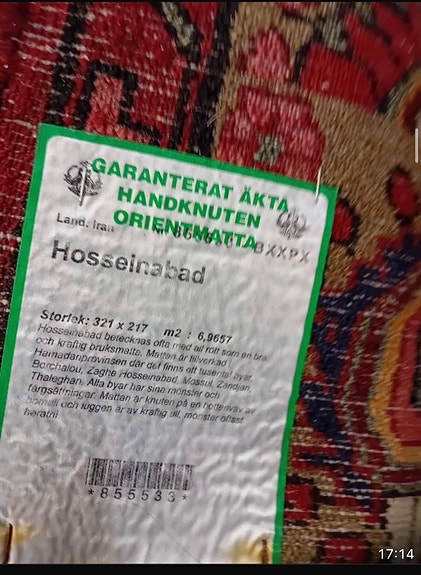 GARANTERAT ÄKTA
HANDKNUTEN
ORIENTMATTA
Land. Iran
BXXPX
Hosseinabad
Storlek: 321 x 217 m2 : 6,9657
Hosseinabad betecknas ofta med all rätt som en bra
och kraftig bruksmatta. Mattan är tillverkad i
Hamadanprovinsen där det finns ett tusental byar.
Borchalou, Zaghe Hosseinabad, Mossul, Zandjan,
Thaleghan. Alla byar har sina mönster och
färgsättningar. Mattan är knuten på en bottenväv av
bomull och luggen är av kraftig ull, mönster oftast
herati
*855533*
17:14